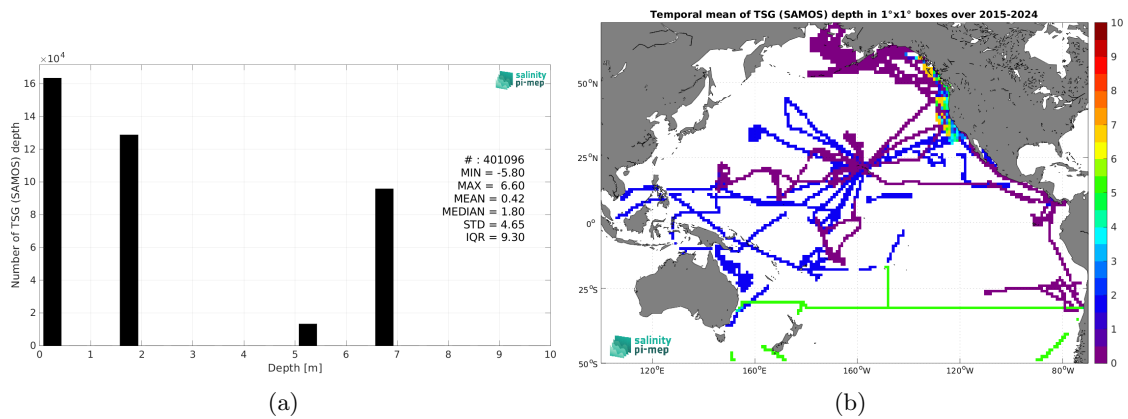 ×10⁴
16
14
12
10
8
6
4
2
0
Number of TSG (SAMOS) depth
0 1 2 3 4 5 6 7 8 9 10
Depth [m]
salinity
pi-mep
# : 401096
MIN = -5.80
MAX = 6.60
MEAN = 0.42
MEDIAN = 1.80
STD = 4.65
IQR = 9.30
(a)
Temporal mean of TSG (SAMOS) depth in 1°x1° boxes over 2015-2024
50°N
25°N
0°
25°S
50°S
120°E 160°E 160°W 120°W 80°W
10
9
8
7
6
5
4
3
2
1
0
salinity
pi-mep
(b)